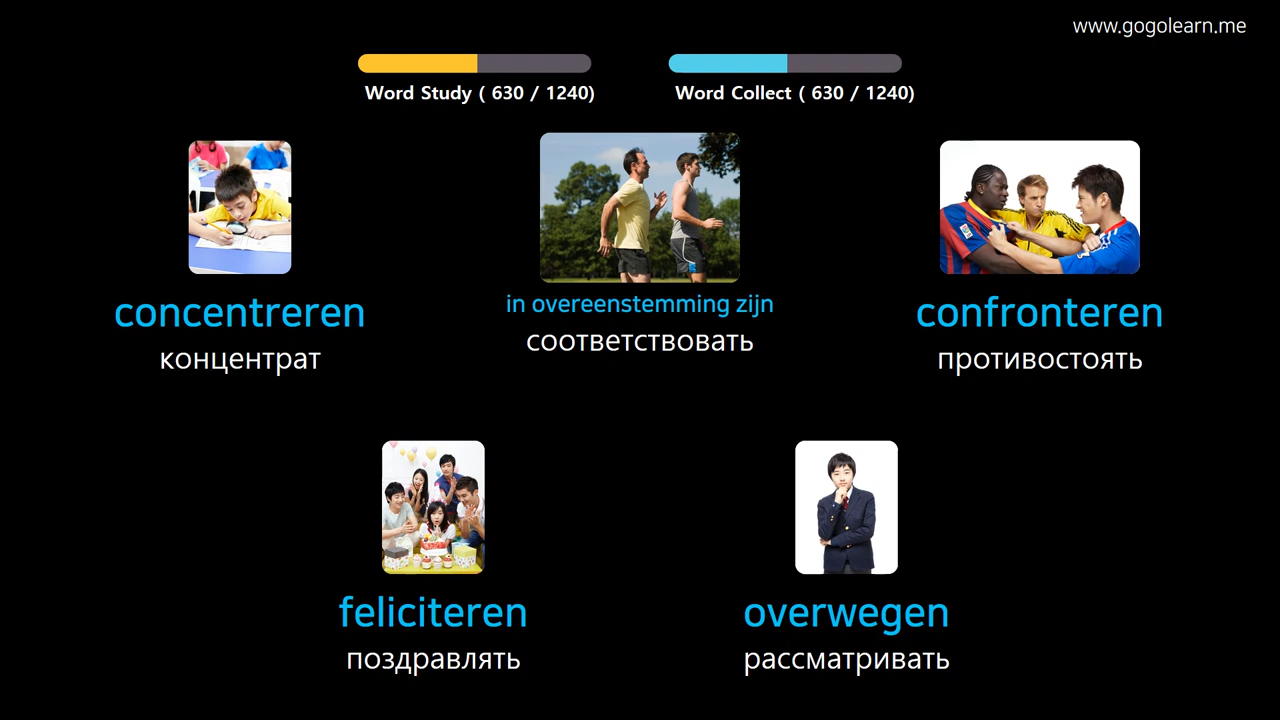 www.gogolearn.me
Word Study ( 630 / 1240)
Word Collect ( 630 / 1240)
concentreren
концентрат
in overeenstemming zijn
соответствовать
confronteren
противостоять
feliciteren
поздравлять
overwegen
рассматривать